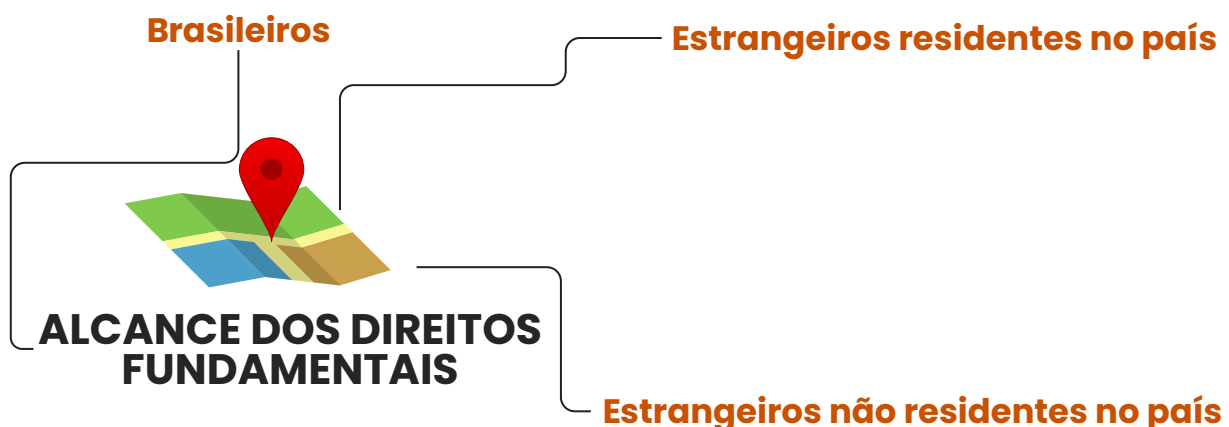 Brasileiros
Estrangeiros residentes no país
ALCANCE DOS DIREITOS
FUNDAMENTAIS
Estrangeiros não residentes no país